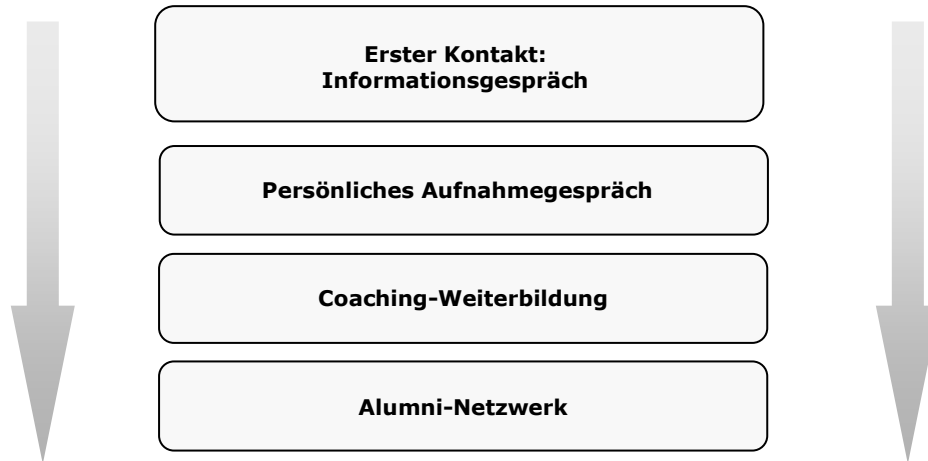 Erster Kontakt:
Informationsgespräch
Persönliches Aufnahmegespräch
Coaching-Weiterbildung
Alumni-Netzwerk